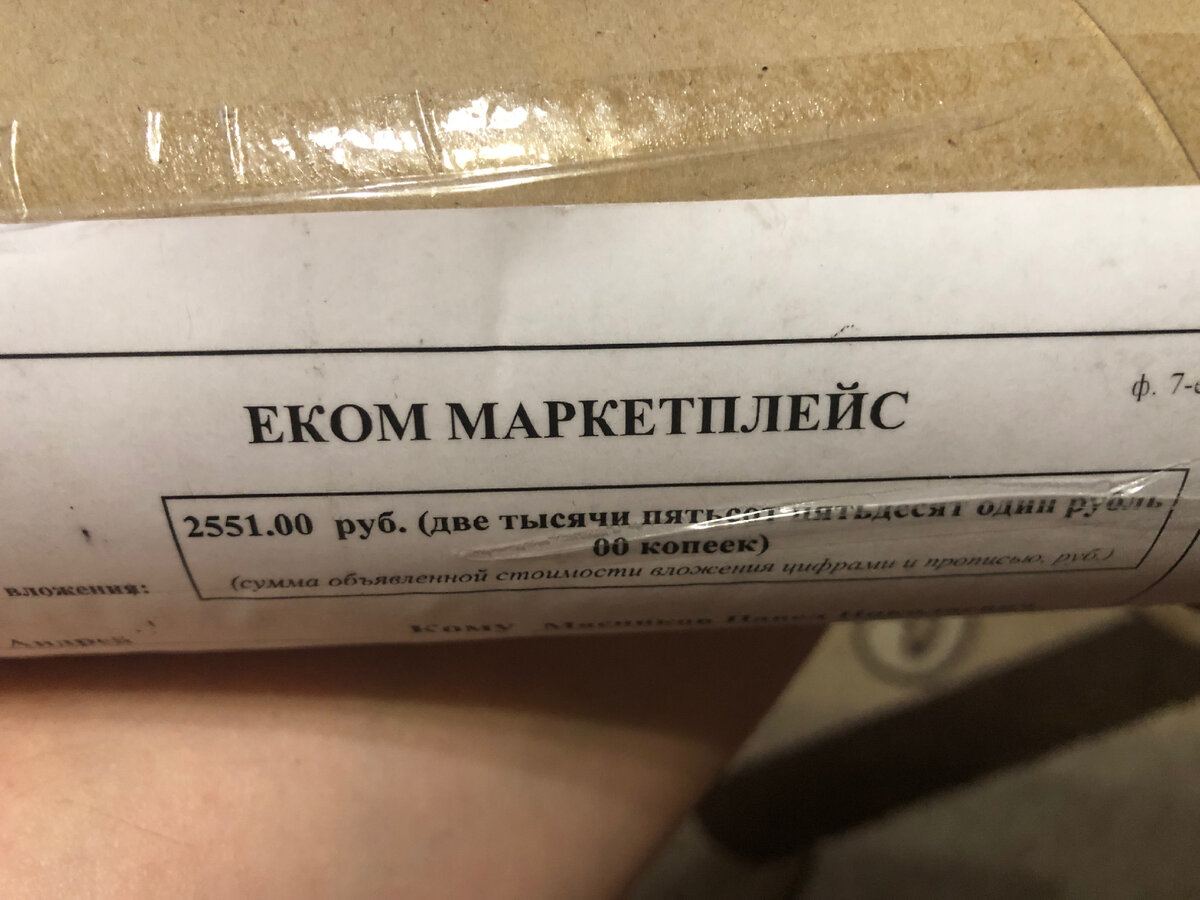 ф. 7-е
ЕКОМ МАРКЕТПЛЕЙС
2551.00 руб. (две тысячи пятьсот пятьдесят один рубль
00 копеек)
(сумма объявленной стоимости вложения цифрами и прописью, руб.)
вложения:
Кому